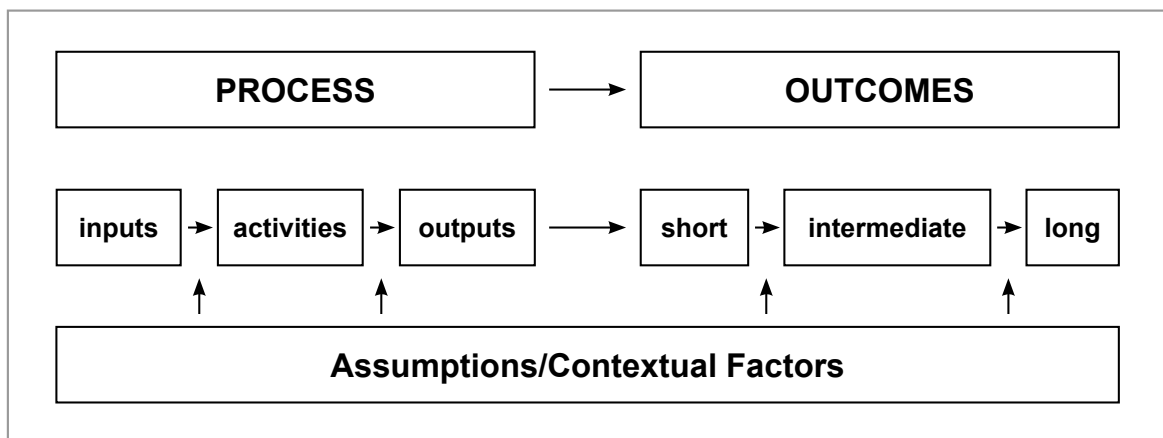 PROCESS
OUTCOMES
inputs
activities
outputs
short
intermediate
long
Assumptions/Contextual Factors